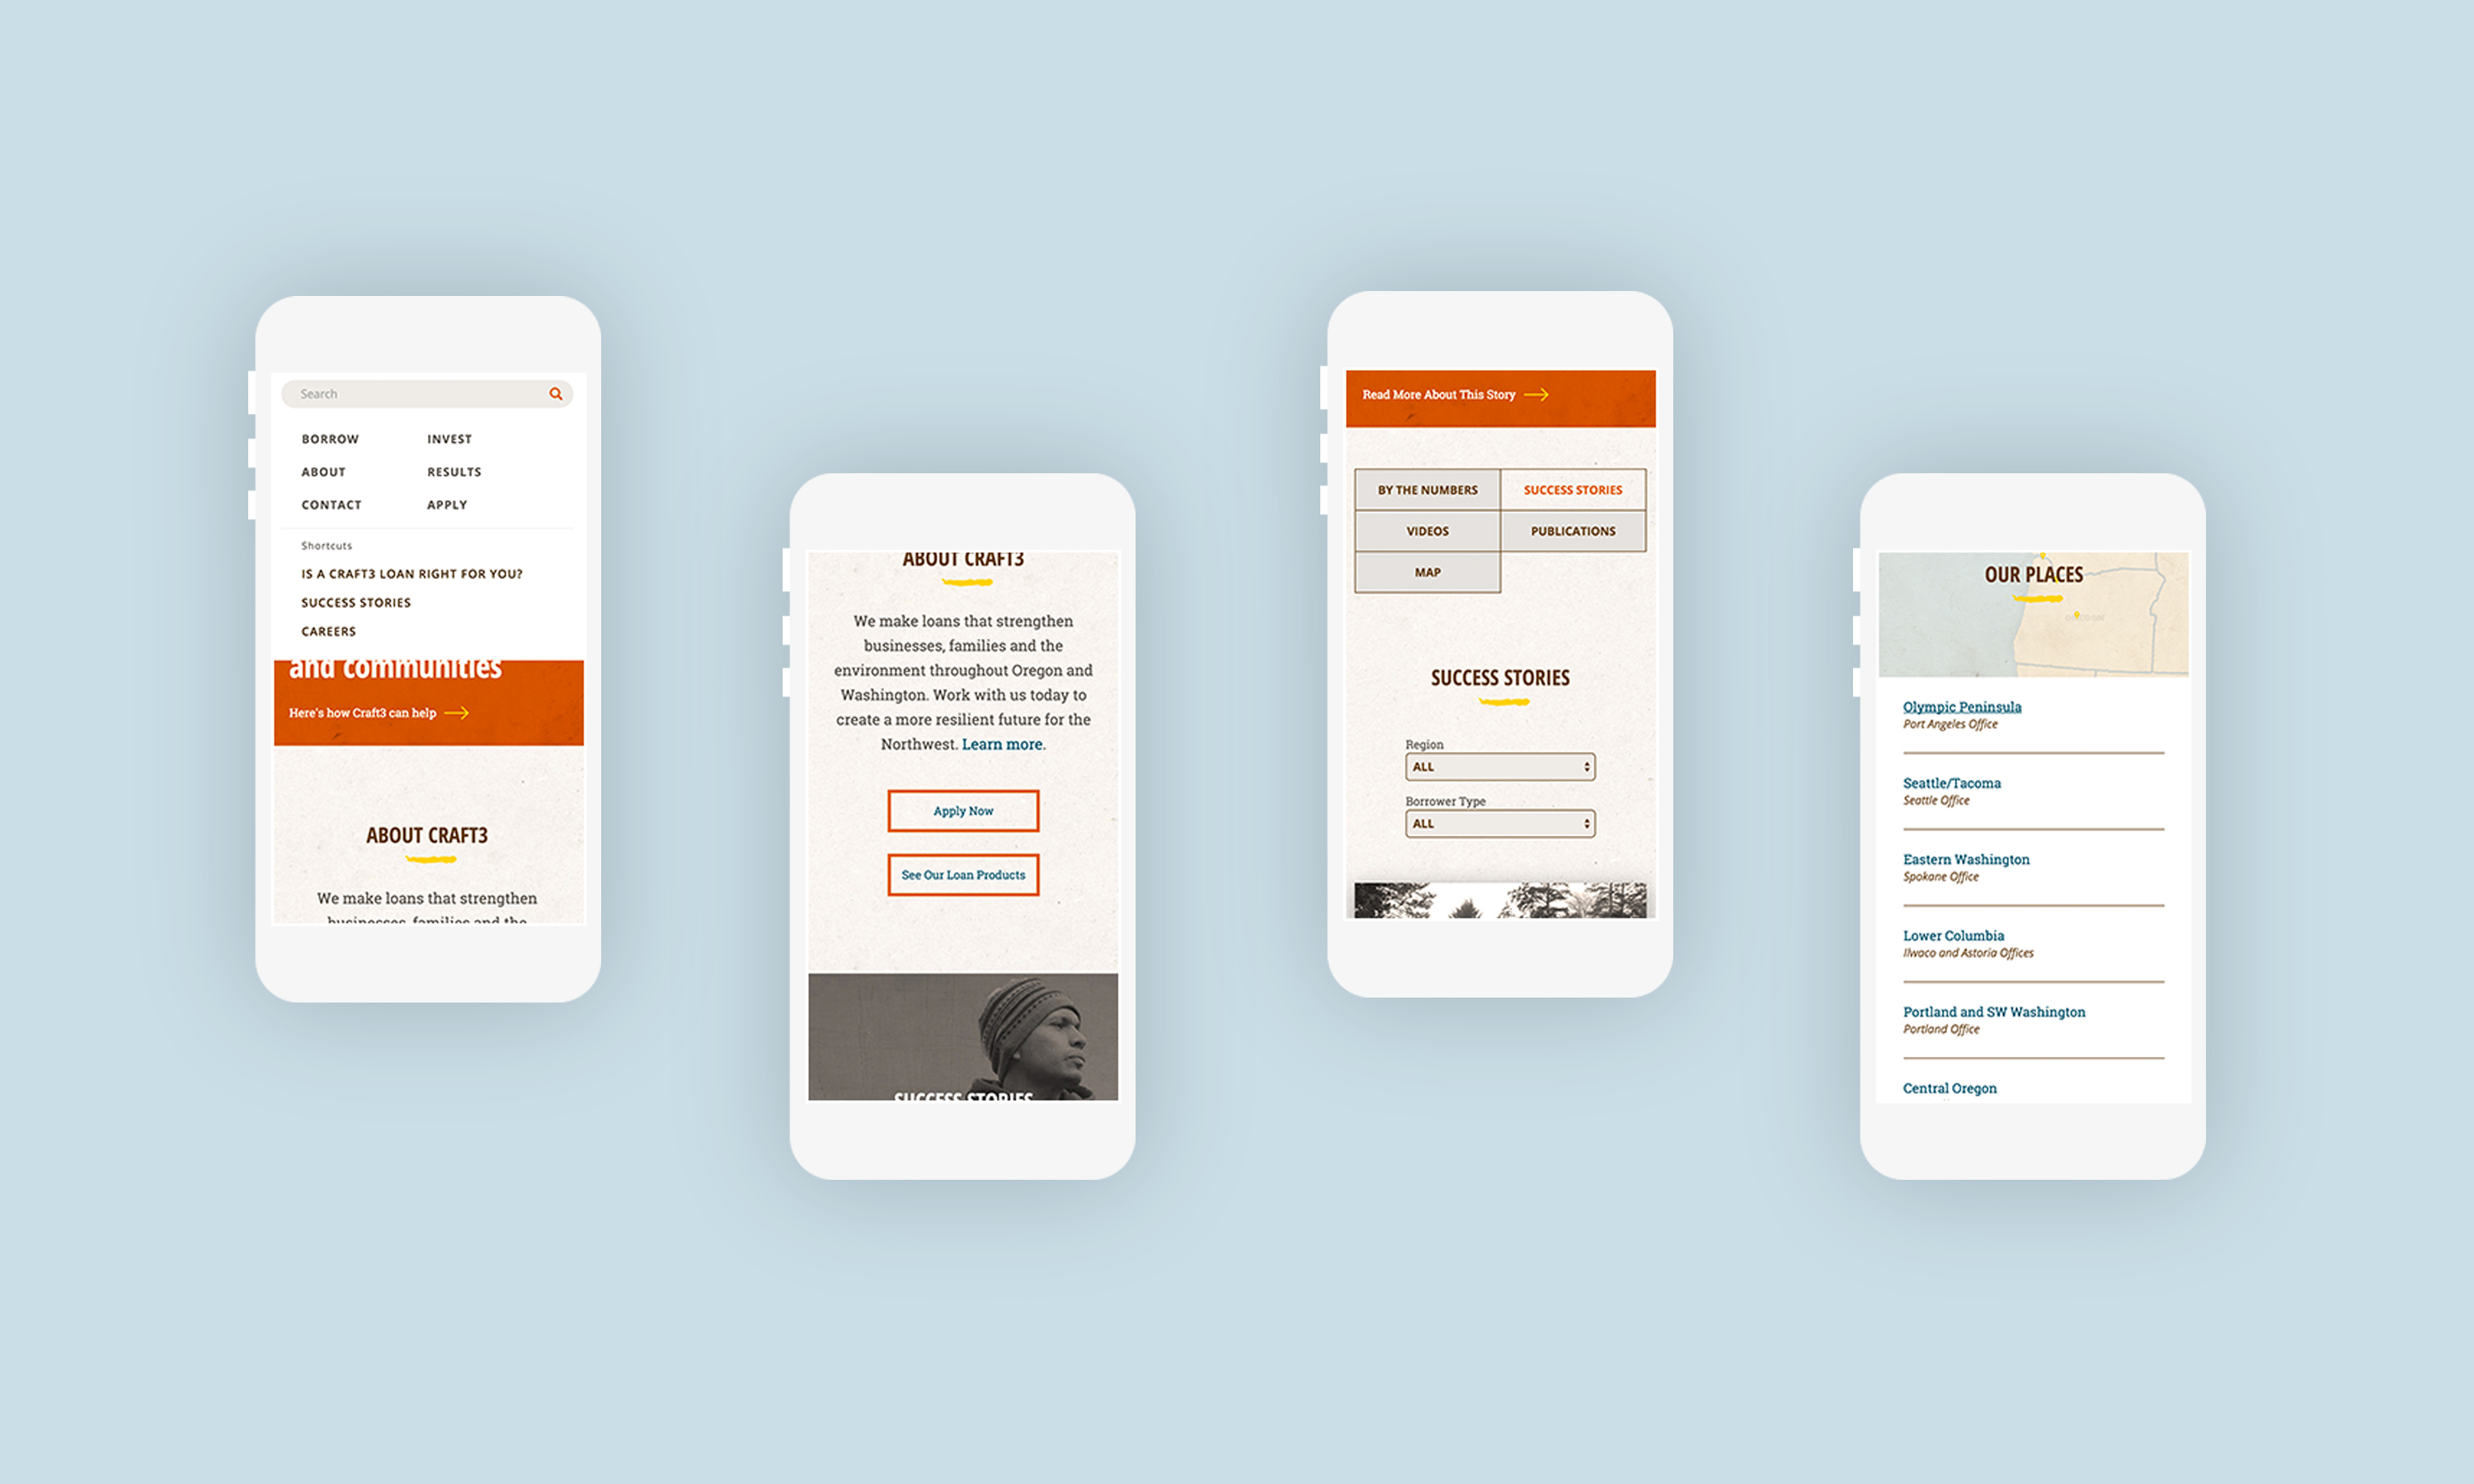 Search
BORROW INVEST
ABOUT RESULTS
CONTACT APPLY
Shortcuts
IS A CRAFT3 LOAN RIGHT FOR YOU?
SUCCESS STORIES
CAREERS
and communities
Here's how Craft3 can help
ABOUT CRAFT3
We make loans that strengthen
businesses, families and the
ABOUT CRAFT3
We make loans that strengthen
businesses, families and the
environment throughout Oregon and
Washington. Work with us today to
create a more resilient future for the
Northwest. Learn more.
Apply Now
See Our Loan Products
SUCCESS STORIES
Read More About This Story
BY THE NUMBERS SUCCESS STORIES
VIDEOS PUBLICATIONS
MAP
SUCCESS STORIES
Region
ALL
Borrower Type
ALL
OUR PLACES
OREGON
Olympic Peninsula
Port Angeles Office
Seattle/Tacoma
Seattle Office
Eastern Washington
Spokane Office
Lower Columbia
Ilwaco and Astoria Offices
Portland and SW Washington
Portland Office
Central Oregon